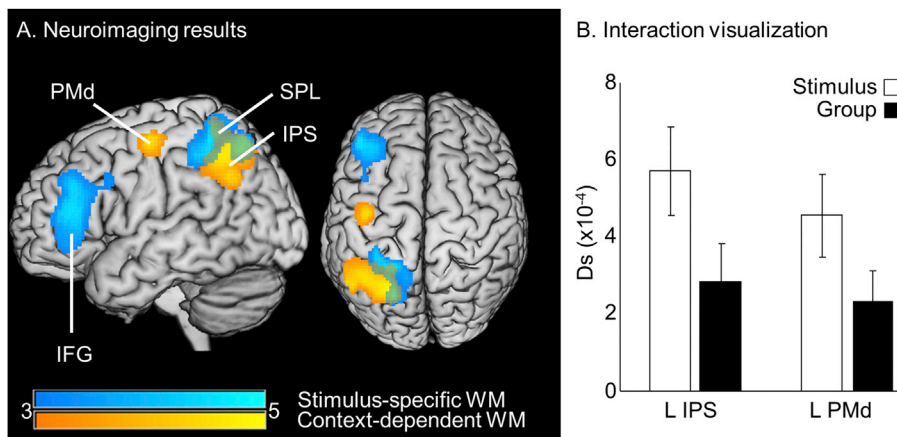 A. Neuroimaging results
PMd
SPL
IPS
IFG
3
5
Stimulus-specific WM
Context-dependent WM
B. Interaction visualization
Stimulus
Group
Ds (x10⁻⁴)
8
6
4
2
0
L IPS
L PMd